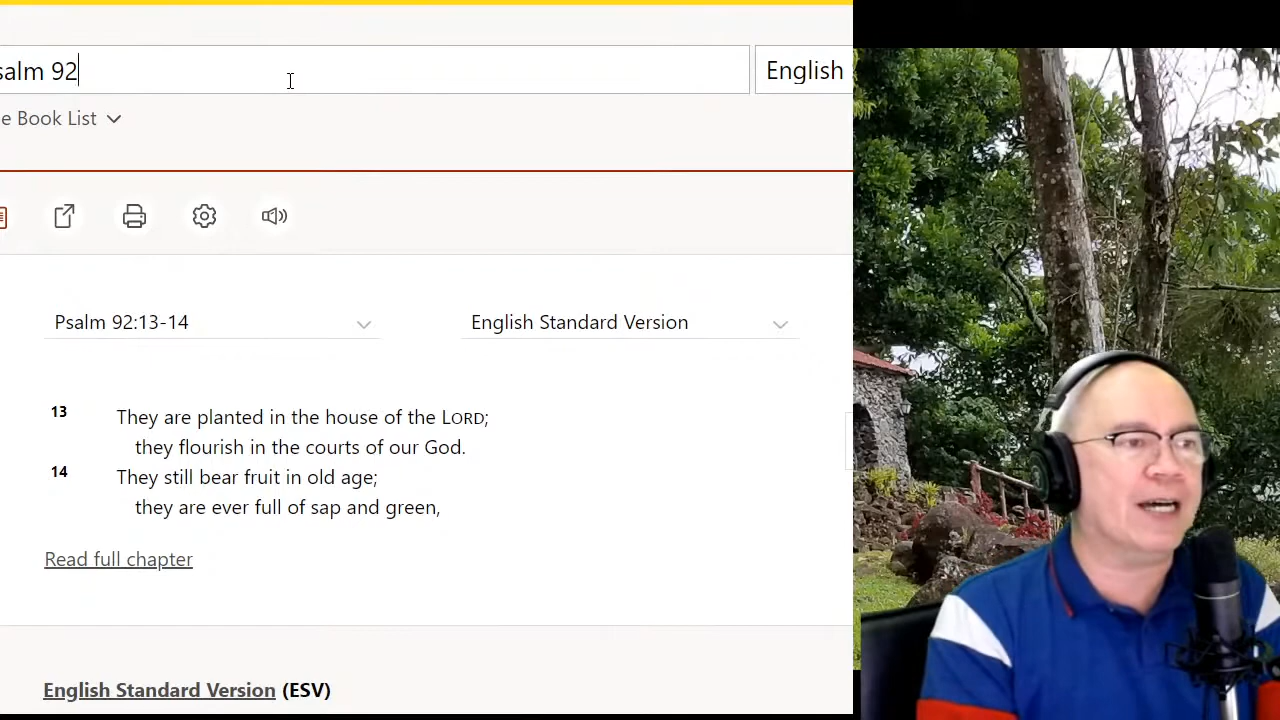 salm 92
English
e Book List
Psalm 92:13-14
English Standard Version
13 They are planted in the house of the LORD;
they flourish in the courts of our God.
14 They still bear fruit in old age;
they are ever full of sap and green,
Read full chapter
English Standard Version (ESV)